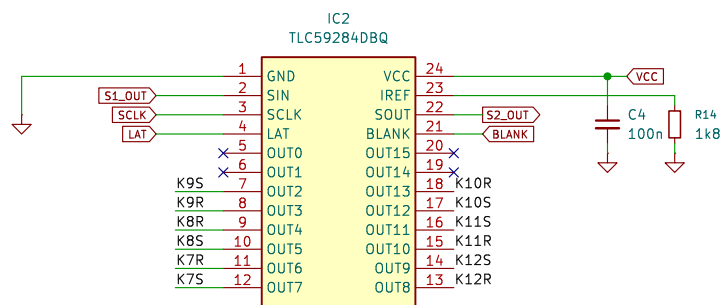 IC2
TLC59284DBQ
1 GND VCC 24 VCC
S1_OUT 2 SIN IREF 23
SCLK 3 SCLK SOUT 22 S2_OUT C4 R14
LAT 4 LAT BLANK 21 BLANK 100n 1k8
5 OUT0 OUT15 20
6 OUT1 OUT14 19
K9S 7 OUT2 OUT13 18 K10R
K9R 8 OUT3 OUT12 17 K10S
K8R 9 OUT4 OUT11 16 K11S
K8S 10 OUT5 OUT10 15 K11R
K7R 11 OUT6 OUT9 14 K12S
K7S 12 OUT7 OUT8 13 K12R